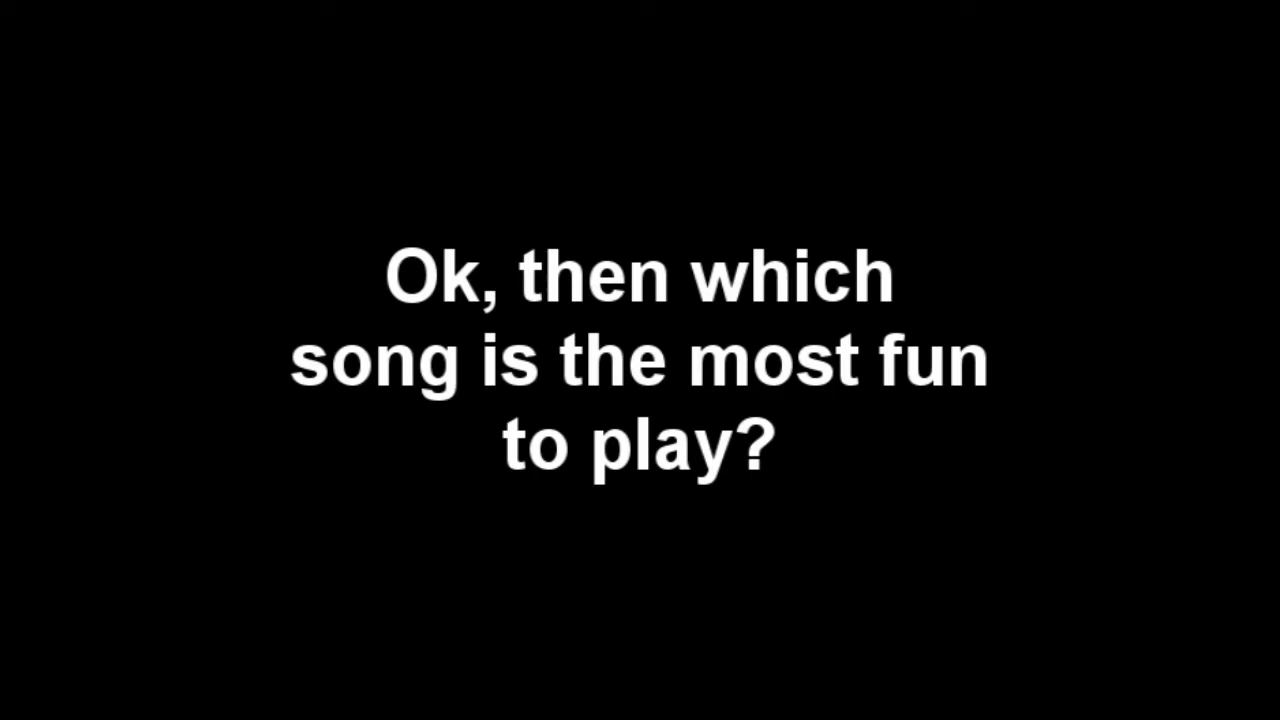 Ok, then which
song is the most fun
to play?